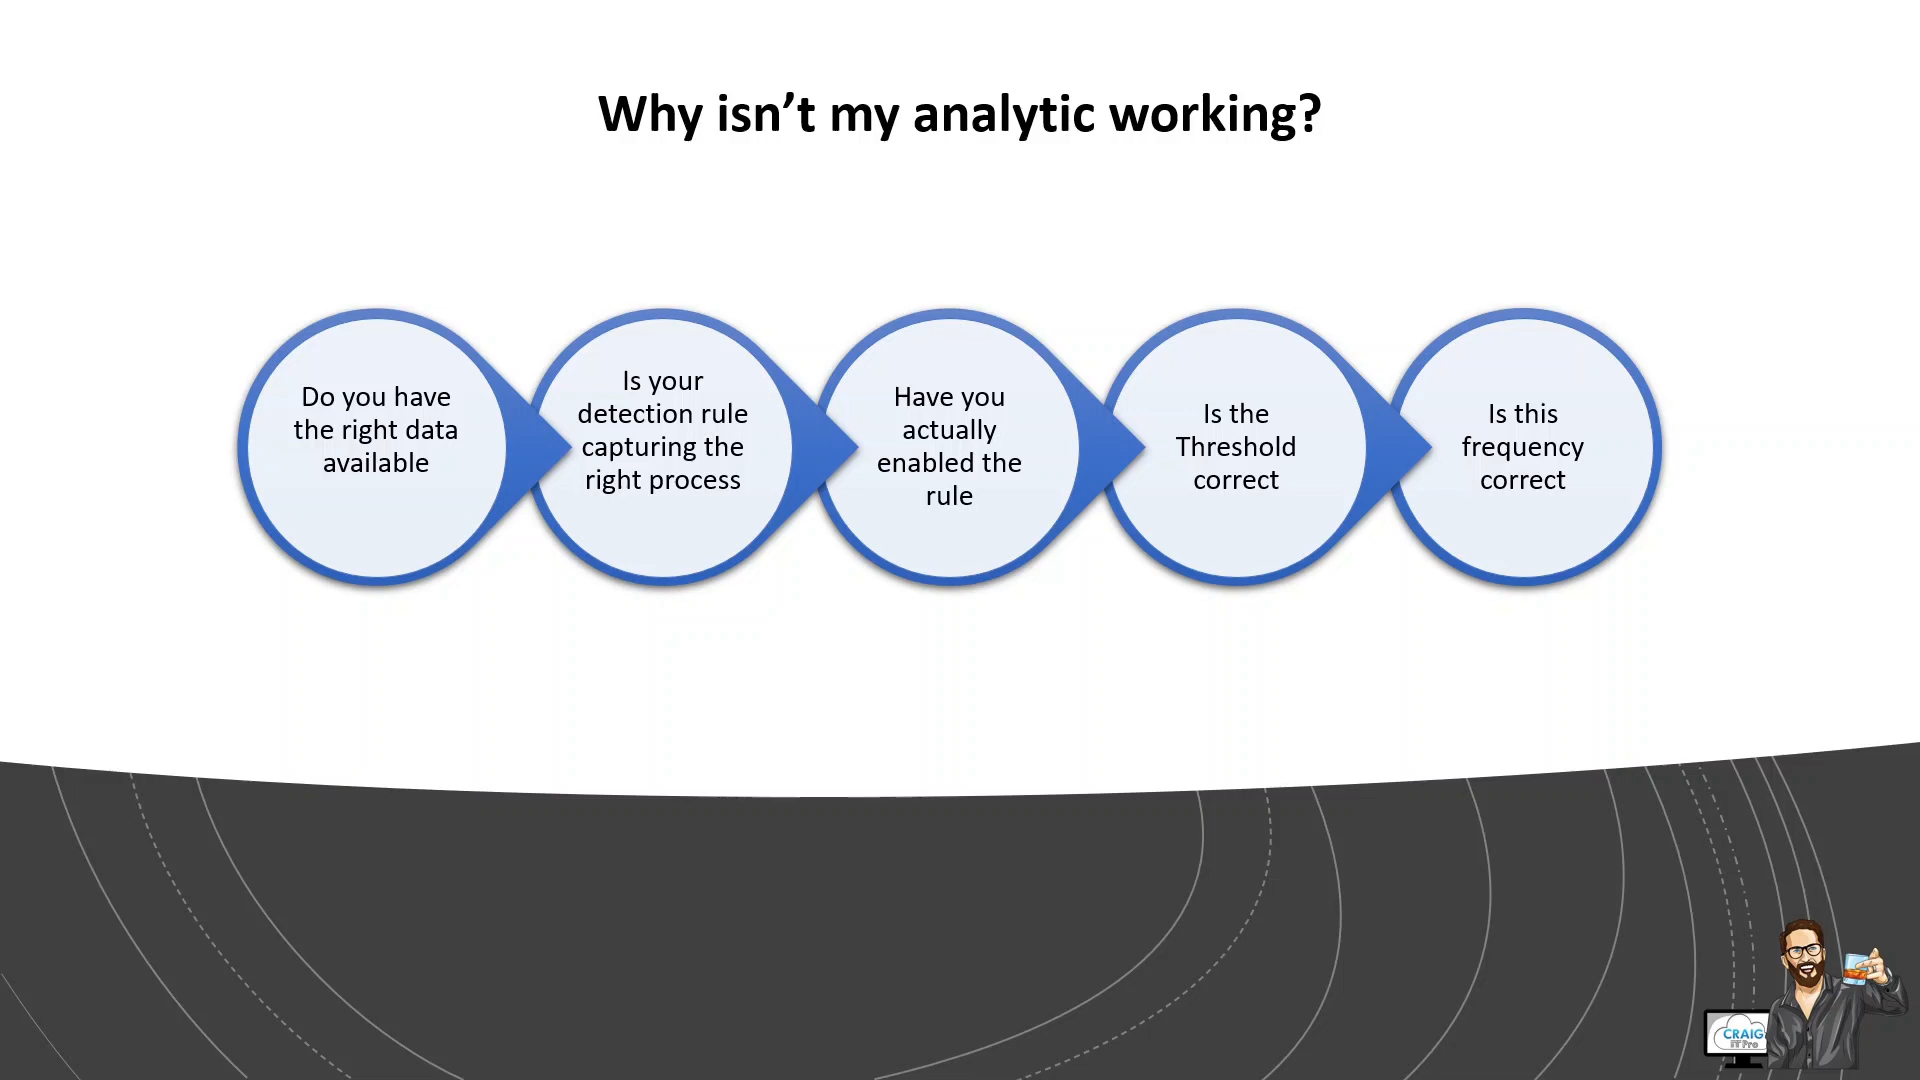 Why isn’t my analytic working?
Do you have
the right data
available
Is your
detection rule
capturing the
right process
Have you
actually
enabled the
rule
Is the
Threshold
correct
Is this
frequency
correct
CRAIG
IT Pro